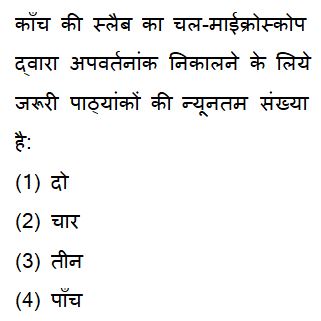 काँच की स्लैब का चल-माईक्रोस्कोप
द्वारा अपवर्तनांक निकालने के लिये
जरूरी पाठ्यांकों की न्यूनतम संख्या
है:
(1) दो
(2) चार
(3) तीन
(4) पाँच